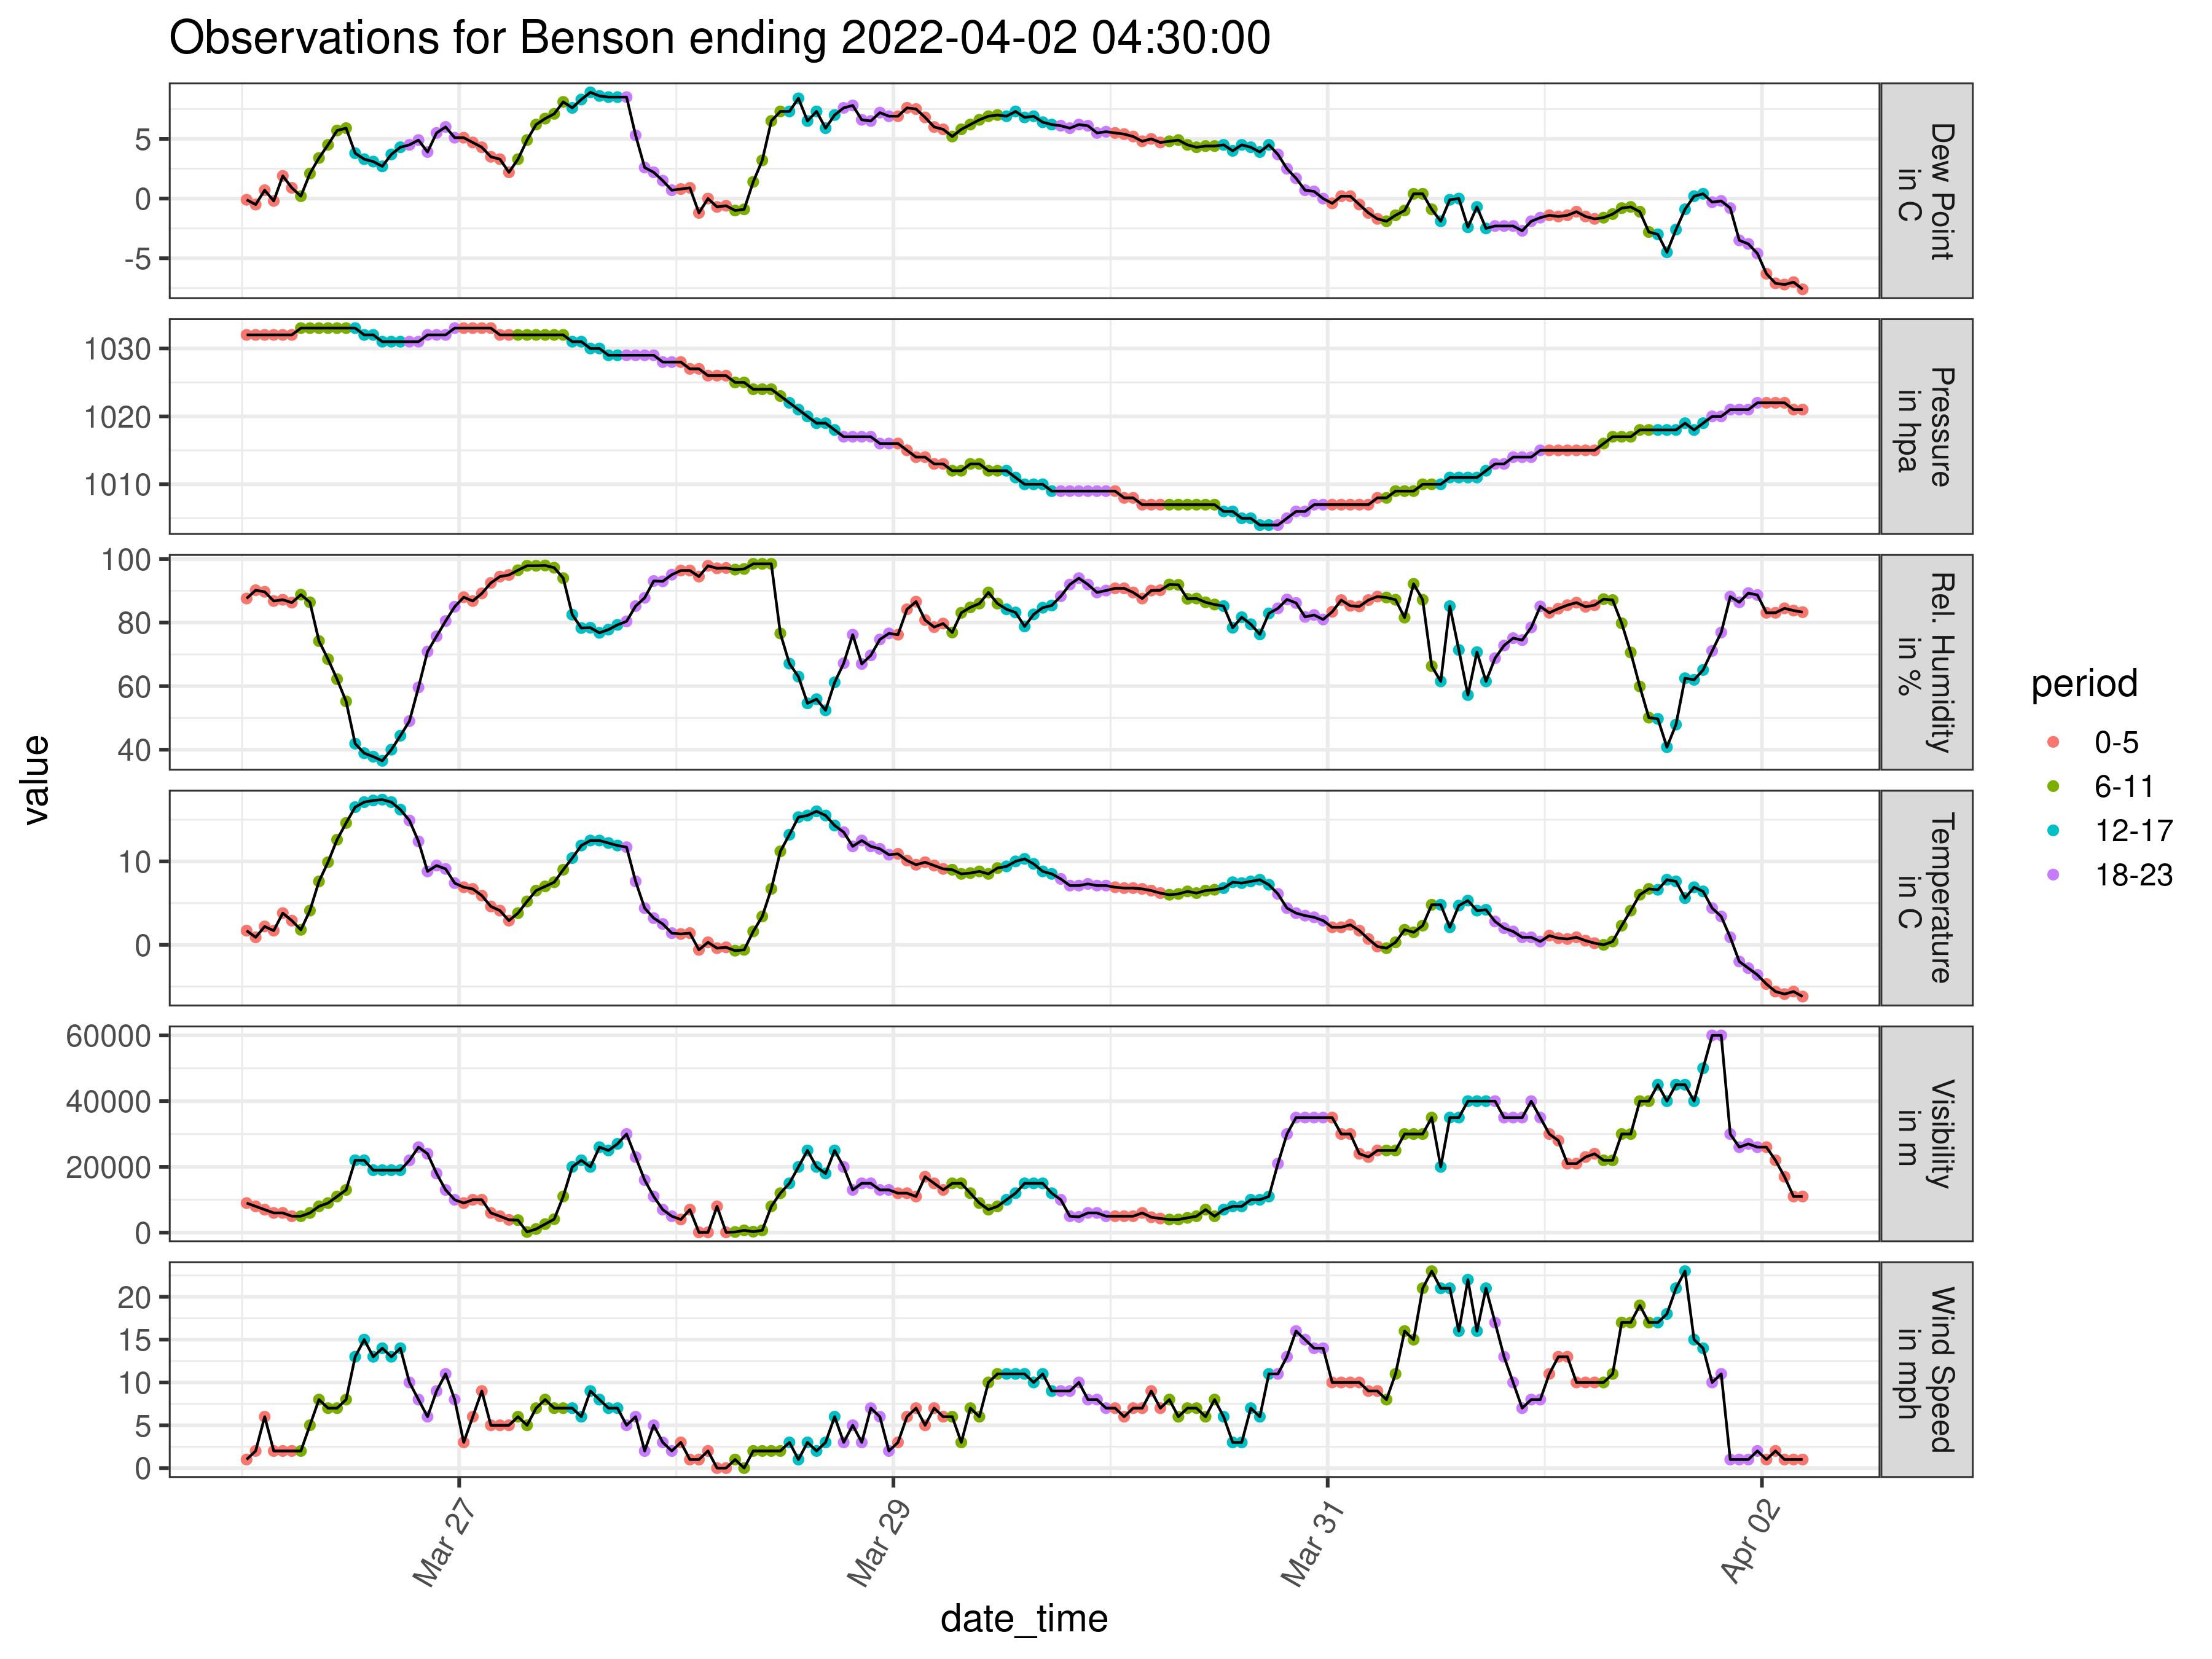 Observations for Benson ending 2022-04-02 04:30:00
value
5
0
-5
Dew Point
in C
1030
1020
1010
Pressure
in hpa
100
80
60
40
Rel. Humidity
in %
10
0
Temperature
in C
60000
40000
20000
0
Visibility
in m
20
15
10
5
0
Wind Speed
in mph
Mar 27
Mar 29
Mar 31
Apr 02
date_time
period
0-5
6-11
12-17
18-23